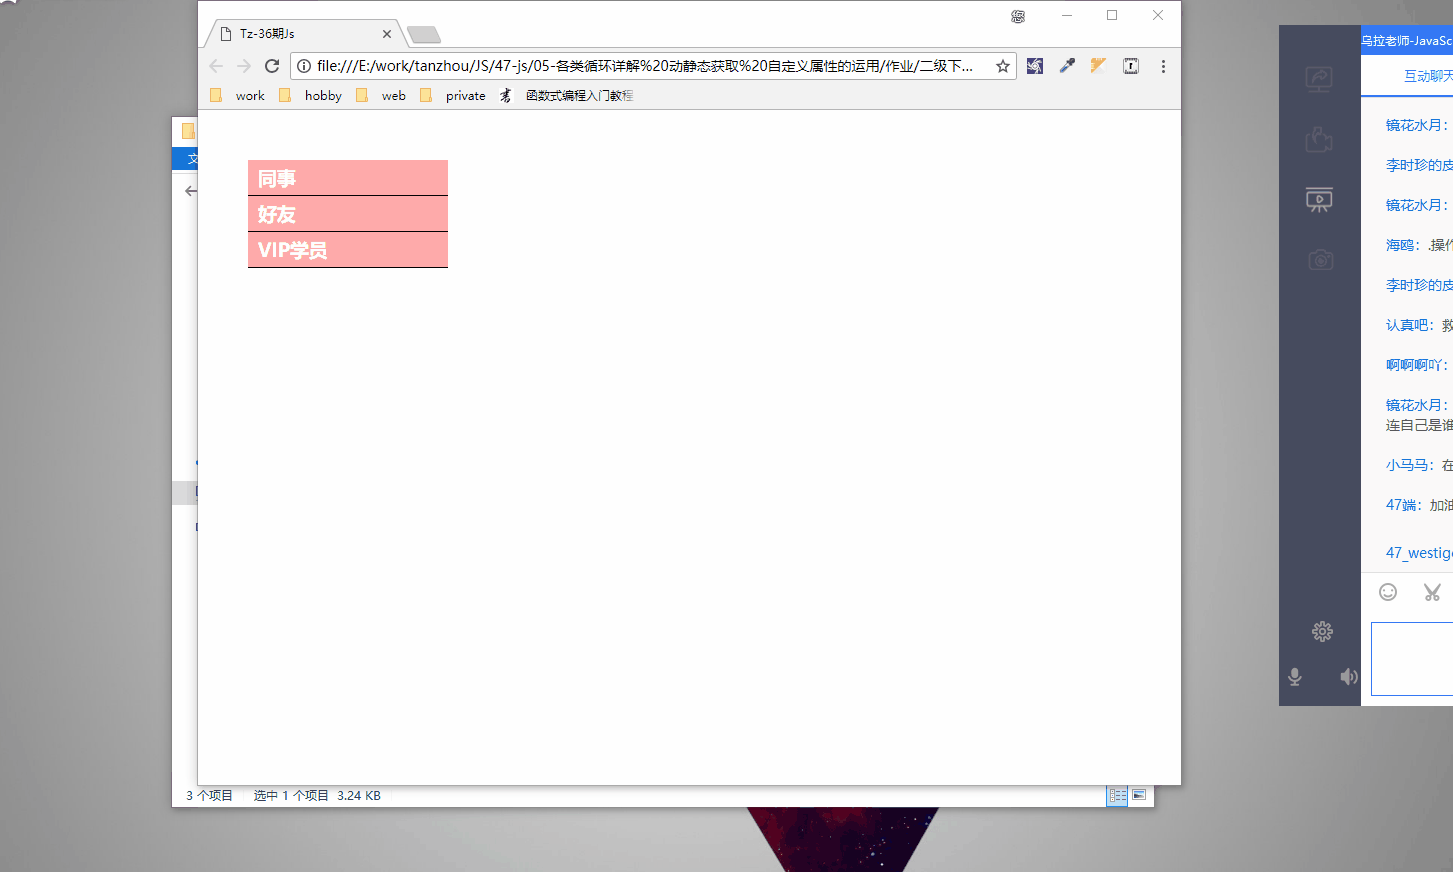 Tz-36期Js
file:///E:/work/tanzhou/JS/47-js/05-各类循环详解%20动静态获取%20自定义属性的运用/作业/二级下...
work hobby web private 函数式编程入门教程
文
同事
好友
VIP学员
3 个项目 选中 1 个项目 3.24 KB
乌拉老师-JavaSc
互动聊天
镜花水月：
李时珍的皮
镜花水月：
海鸥：.操作
李时珍的皮
认真吧：救
啊啊啊吖：
镜花水月：
连自己是谁
小马马：在
47端：加油
47_westig